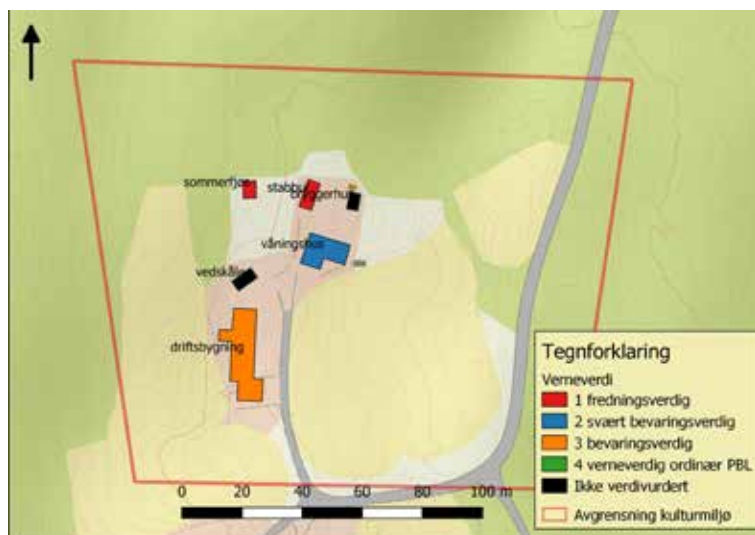 sommerfjøs
stabbur
bryggerhus
våningshus
driftsbygning
0 20 40 60 80 100 m
Tegnforklaring
Verneverdi
1 fredningsverdig
2 svært bevaringsverdig
3 bevaringsverdig
4 verneverdig ordinær PBL
Ikke verdivurdert
Avgrensning kulturmiljø